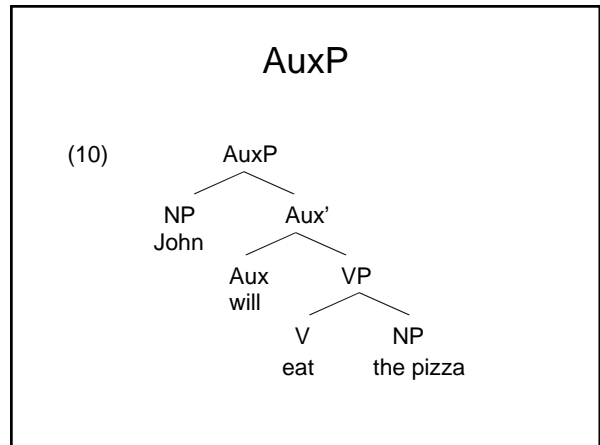 AuxP
(10) AuxP
NP Aux’
John
Aux VP
will
V NP
eat the pizza